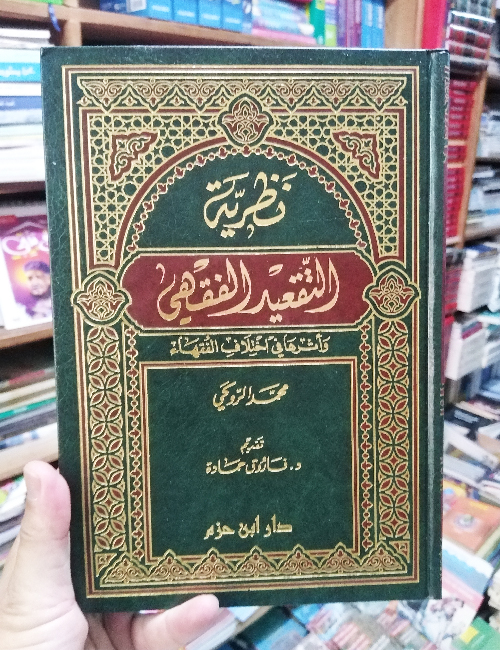 نظرية
التقعيد الفقهي
وأثرها في اختلاف الفقهاء
محمد الروكي
تقديم
د. فاروق حمادة
دار ابن حزم